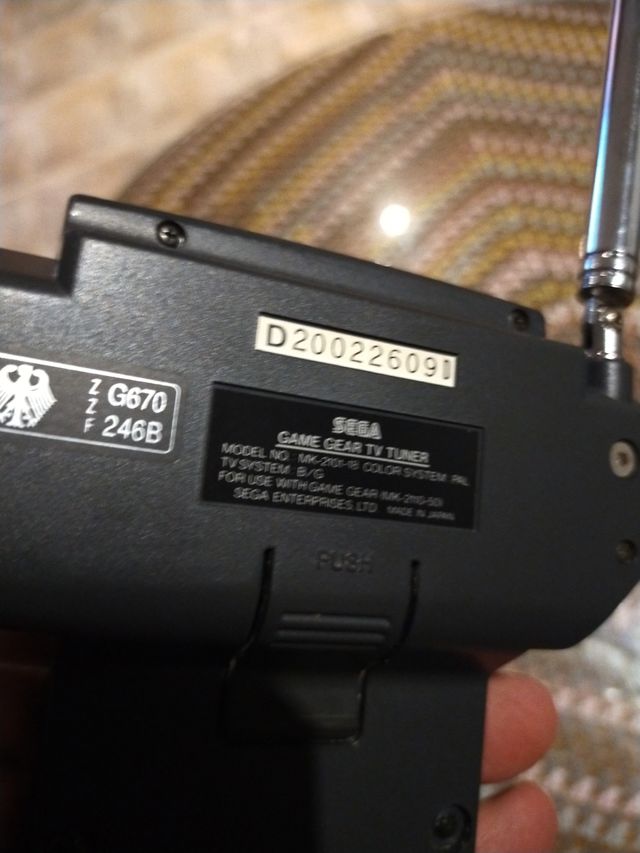 D200226091
Z Z F
G670
246B
SEGA
GAME GEAR TV TUNER
MODEL NO. MK-2101-18 COLOR SYSTEM PAL
TV SYSTEM B/G
FOR USE WITH GAME GEAR (MK-2110-50)
SEGA ENTERPRISES, LTD. MADE IN JAPAN
PUSH